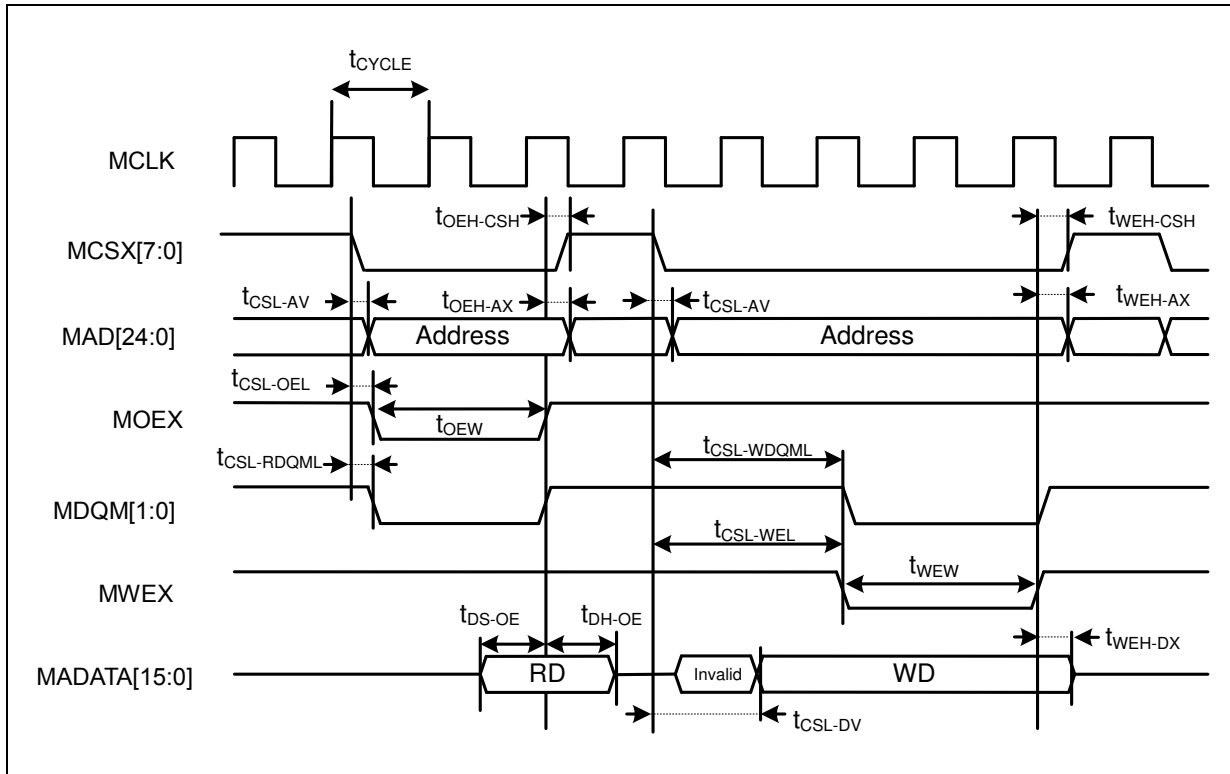 tCYCLE
MCLK
tOEH-CSH
tWEH-CSH
MCSX[7:0]
tCSL-AV
tOEH-AX
tCSL-AV
tWEH-AX
MAD[24:0]
Address
Address
tCSL-OEL
MOEX
tOEW
tCSL-WDQML
tCSL-RDQML
MDQM[1:0]
tCSL-WEL
tWEW
MWEX
tDS-OE
tDH-OE
tWEH-DX
MADATA[15:0]
RD
Invalid
WD
tCSL-DV